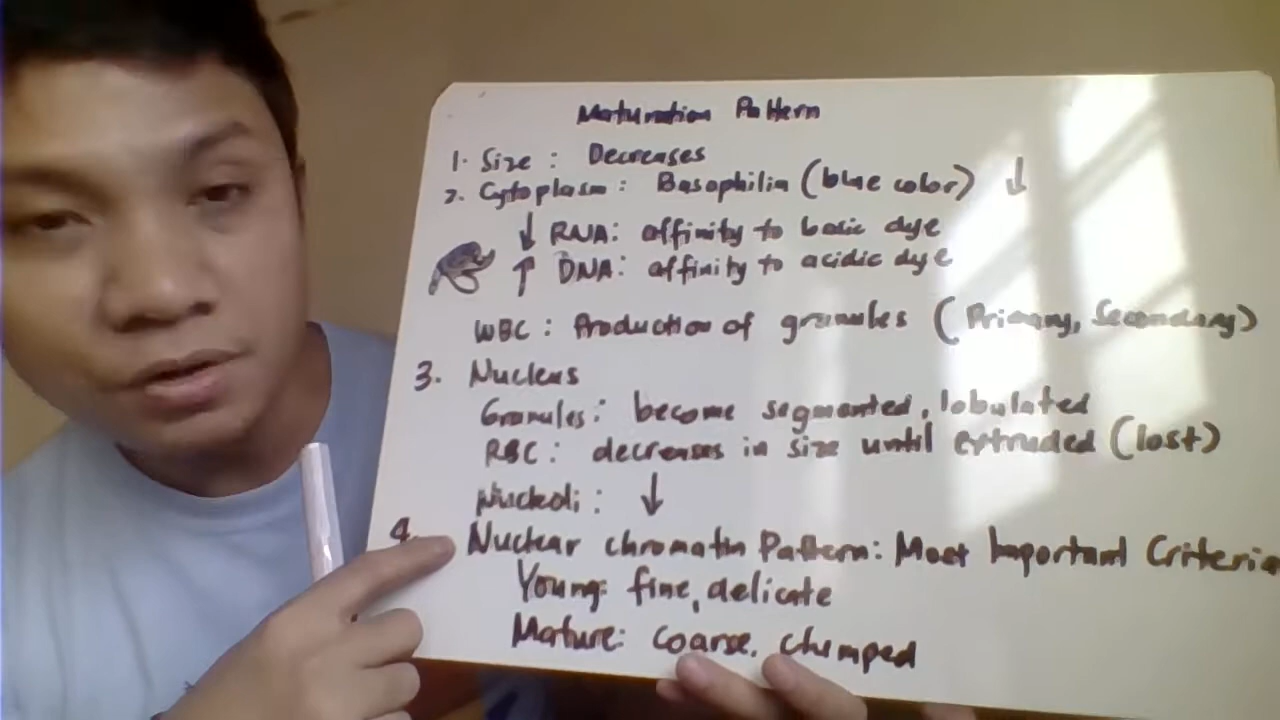 Maturation Pattern
1. Size : Decreases
2. Cytoplasm : Basophilia (blue color) ↓
↓ RNA: affinity to basic dye
↑ DNA: affinity to acidic dye
WBC : Production of granules (Primary, Secondary)
3. Nucleus
Granules: become segmented, lobulated
RBC : decreases in size until extruded (lost)
Nucleoli : ↓
4. Nuclear chromatin Pattern: Most Important Criteria
Young: fine, delicate
Mature: coarse, clumped